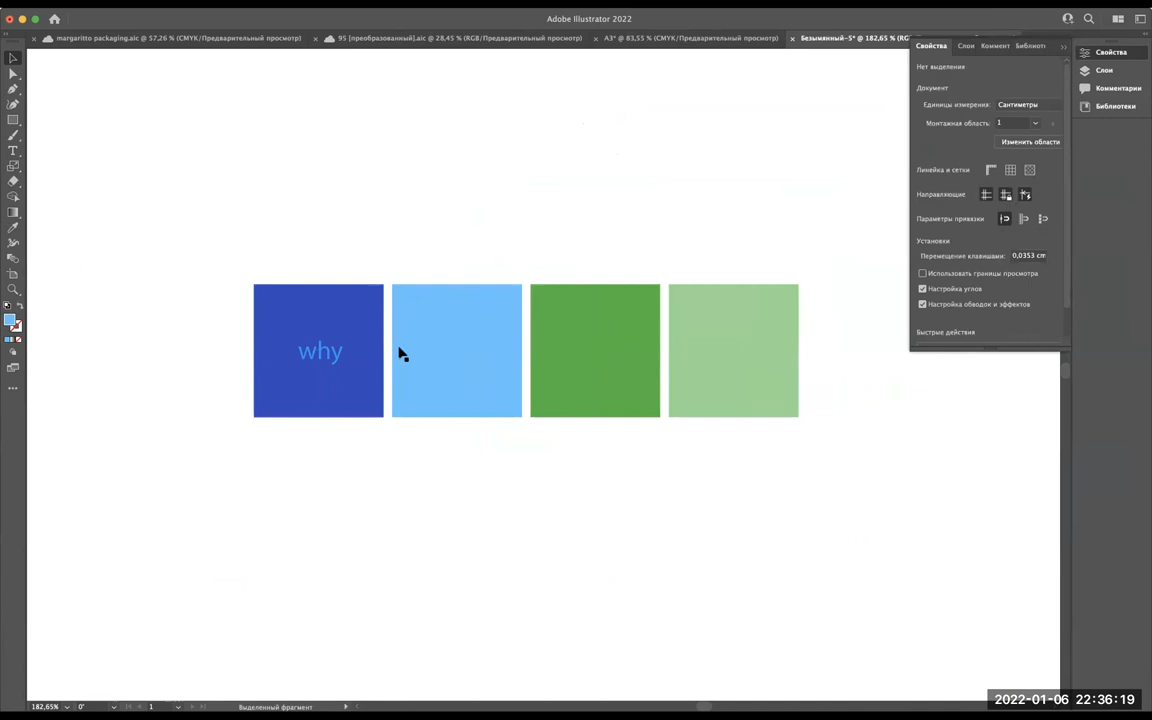 Adobe Illustrator 2022
margaritto packaging.aic @ 57,26 % (CMYK/Предварительный просмотр)
95 [преобразованный].aic @ 28,45 % (RGB/Предварительный просмотр)
A3* @ 83,55 % (CMYK/Предварительный просмотр)
Безымянный-5* @ 182,65 % (RG
Свойства
Слои
Коммент
Библиот
Нет выделения
Документ
Единицы измерения: Сантиметры
Монтажная область: 1
Изменить области
Линейка и сетки
Направляющие
Параметры привязки
Установки
Перемещение клавишами: 0,0353 cm
Использовать границы просмотра
Настройка углов
Настройка обводок и эффектов
Быстрые действия
Свойства
Слои
Комментарии
Библиотеки
why
182,65%
0°
1
Выделенный фрагмент
2022-01-06 22:36:19